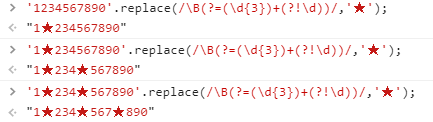 > '1234567890'.replace(/\B(?=(\d{3})+(?!\d))/,'★');
< "1★234567890"
> '1★234567890'.replace(/\B(?=(\d{3})+(?!\d))/,'★');
< "1★234★567890"
> '1★234★567890'.replace(/\B(?=(\d{3})+(?!\d))/,'★');
< "1★234★567★890"